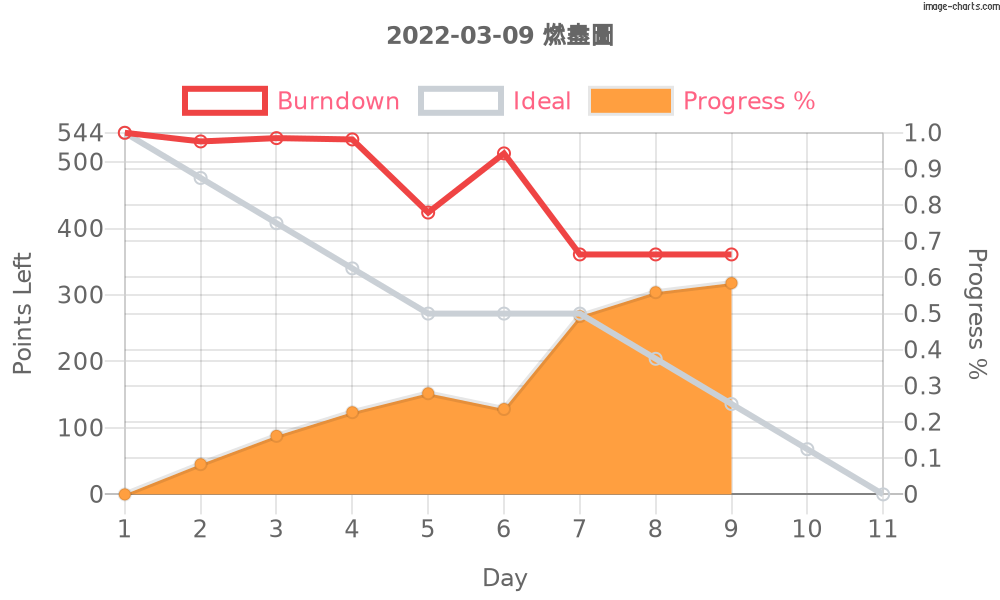 image-charts.com
2022-03-09 燃盡圖
Burndown Ideal Progress %
544
500
400
300
200
100
0
Points Left
1.0
0.9
0.8
0.7
0.6
0.5
0.4
0.3
0.2
0.1
0
Progress %
1 2 3 4 5 6 7 8 9 10 11
Day